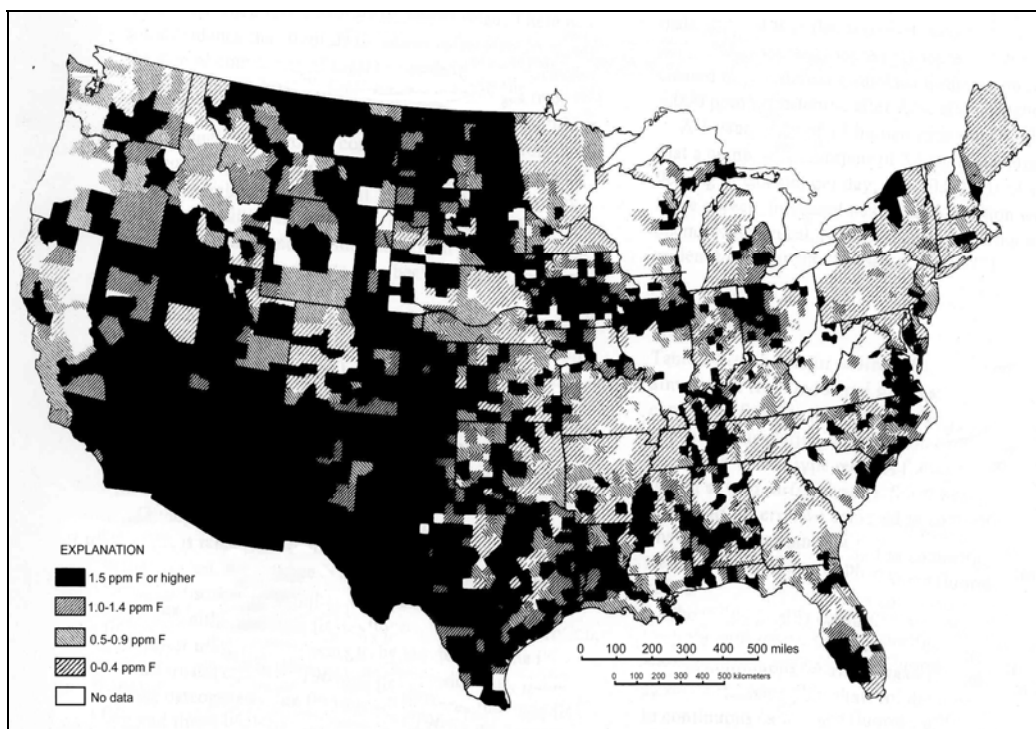 EXPLANATION
1.5 ppm F or higher
1.0-1.4 ppm F
0.5-0.9 ppm F
0-0.4 ppm F
No data
0 100 200 300 400 500 miles
0 100 200 300 400 500 kilometers